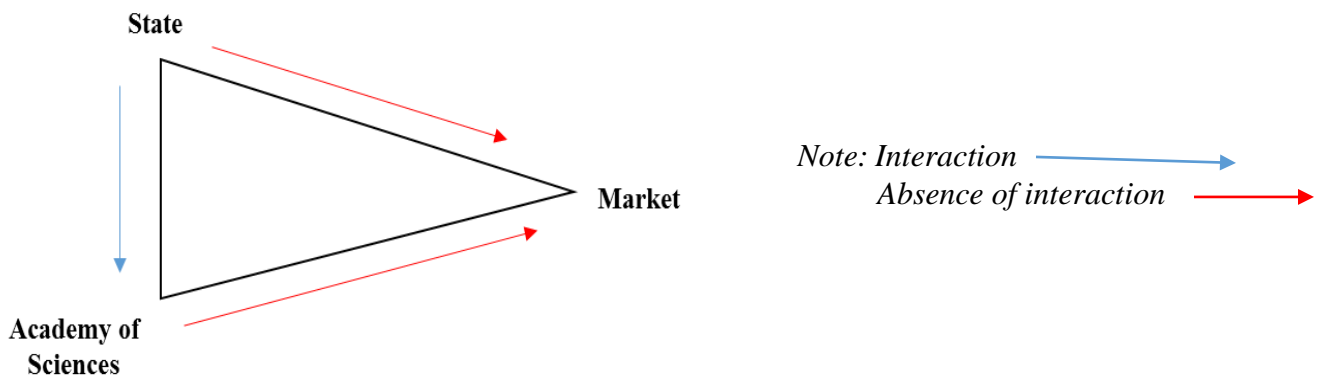 State
Market
Academy of
Sciences
Note: Interaction
Absence of interaction